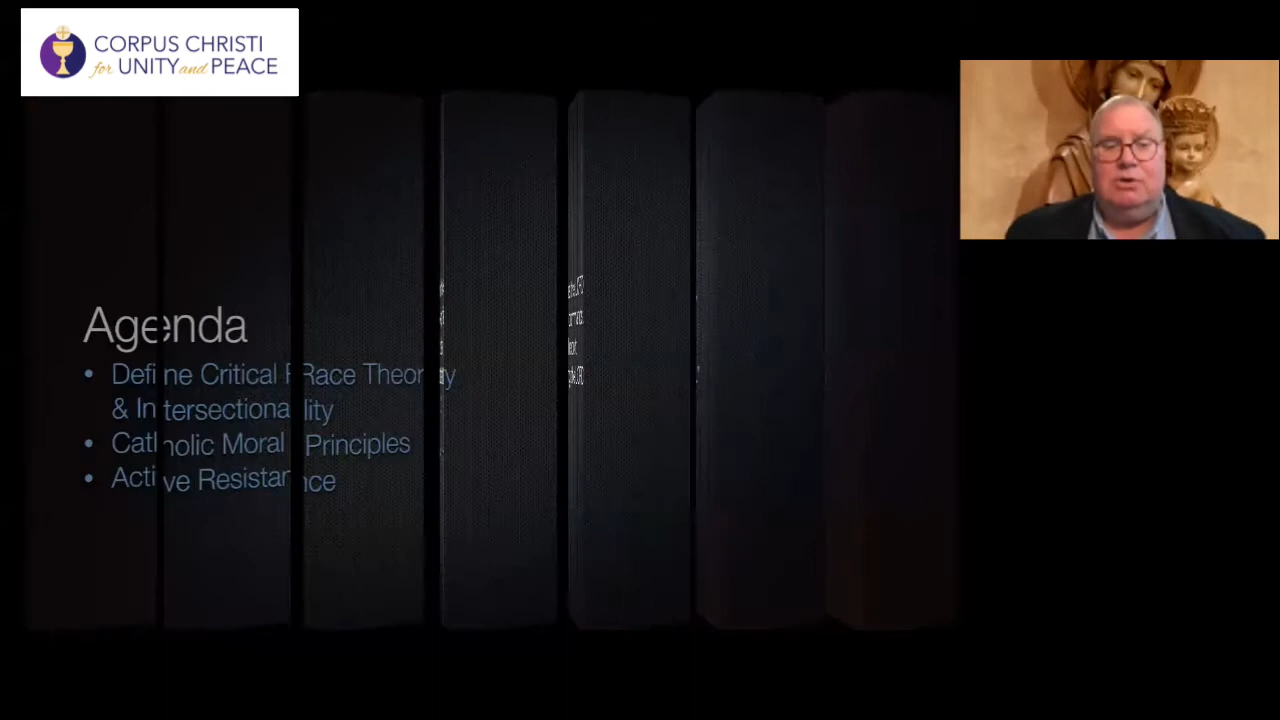 CORPUS CHRISTI
for UNITY and PEACE
Agenda
• Define Critical Race Theory
& Intersectionality
• Catholic Moral Principles
• Active Resistance